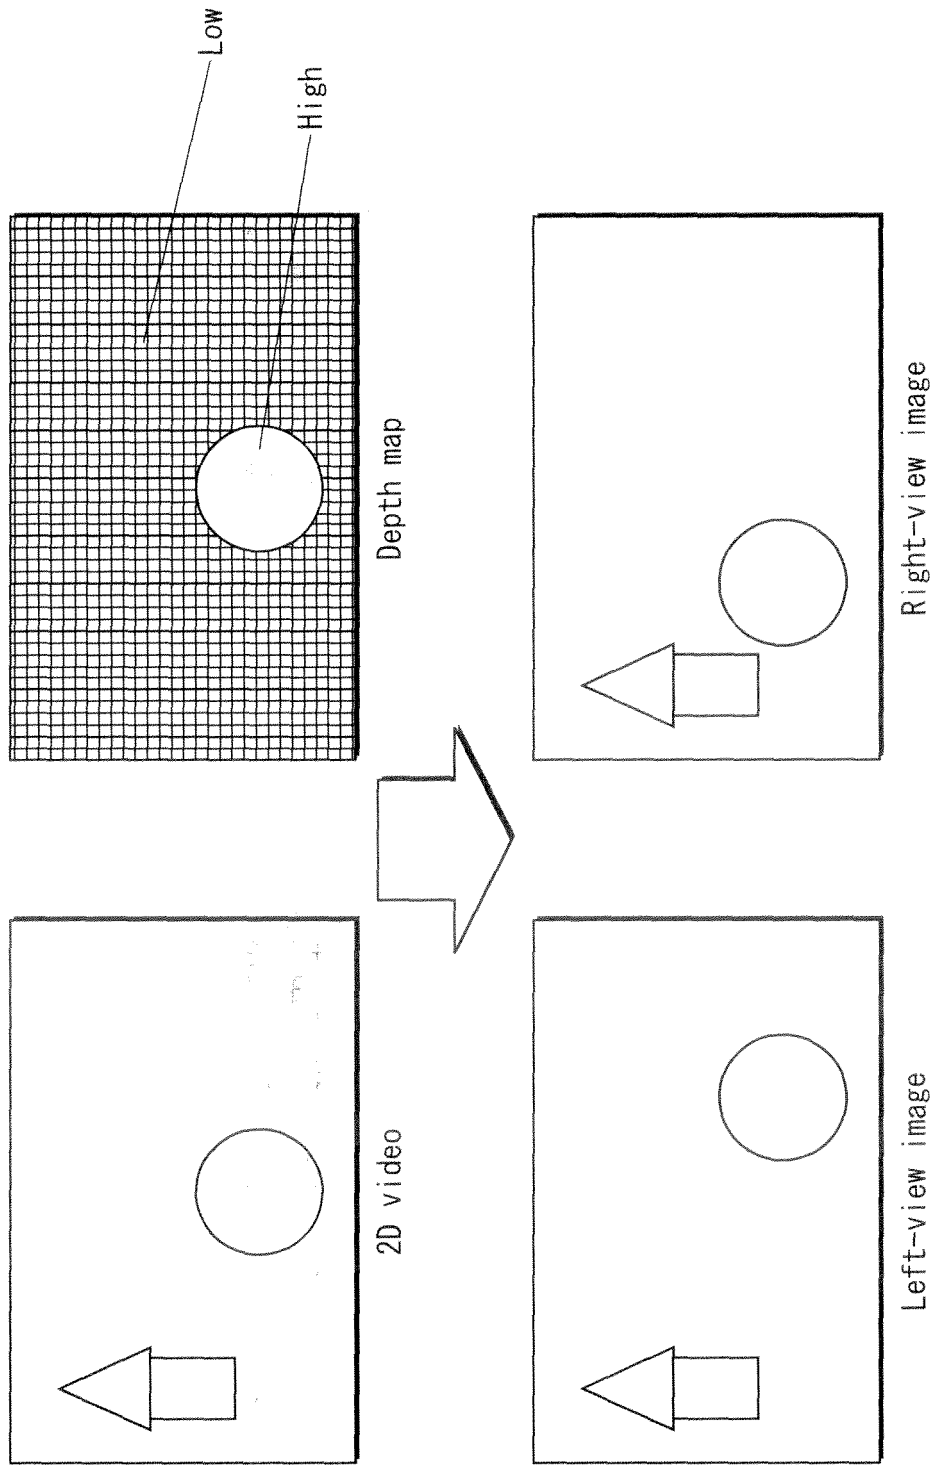 Low
High
2D video
Depth map
Left-view image
Right-view image